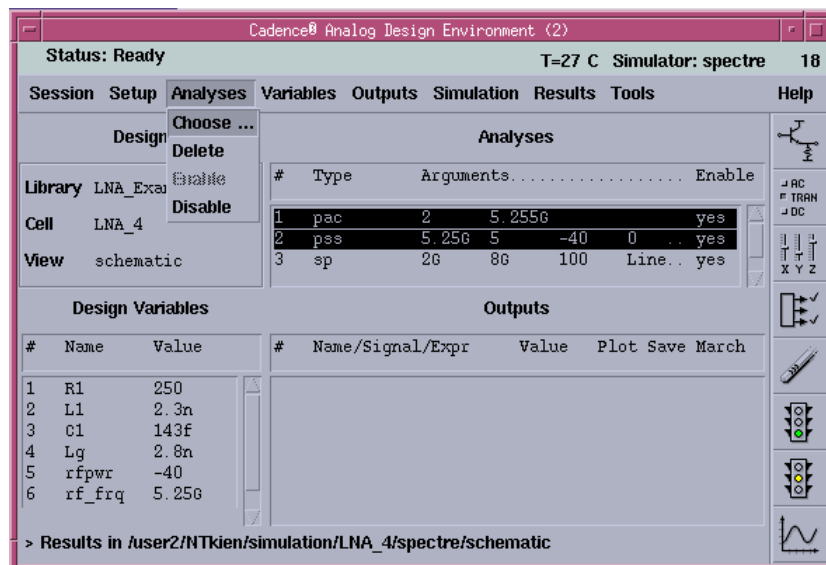 Cadence® Analog Design Environment (2)
Status: Ready T=27 C Simulator: spectre 18
Session Setup Analyses Variables Outputs Simulation Results Tools Help
Choose ...
Delete
Enable
Disable
Design
Library LNA_Exa
Cell LNA_4
View schematic
Analyses
# Type Arguments................... Enable
1 pac 2 5.255G yes
2 pss 5.25G 5 -40 0 .. yes
3 sp 2G 8G 100 Line.. yes
Design Variables
# Name Value
1 R1 250
2 L1 2.3n
3 C1 143f
4 Lg 2.8n
5 rfpwr -40
6 rf_frq 5.25G
Outputs
# Name/Signal/Expr Value Plot Save March
AC
TRAN
DC
X Y Z
> Results in /user2/NTkien/simulation/LNA_4/spectre/schematic